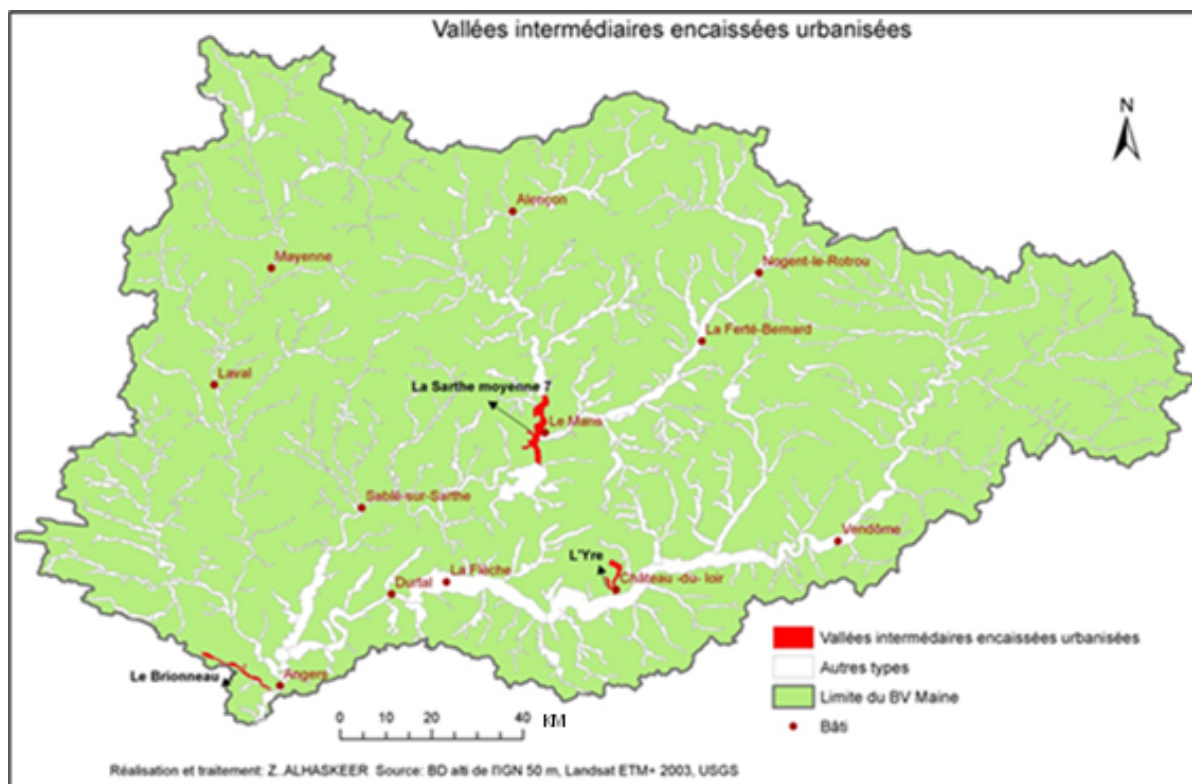 Vallées intermédiaires encaissées urbanisées
N
Alençon
Mayenne
Nogent-le-Rotrou
La Ferté-Bernard
Laval
La Sarthe moyenne 7
Le Mans
Sablé-sur-Sarthe
Vendôme
L'Yre
La Flèche
Château -du- loir
Durtal
Vallées intermédaires encaissées urbanisées
Le Brionneau
Angers
Autres types
Limite du BV Maine
0 10 20 40 KM
Bâti
Réalisation et traitement: Z. ALHASKEER Source: BD alti de l'IGN 50 m, Landsat ETM+ 2003, USGS